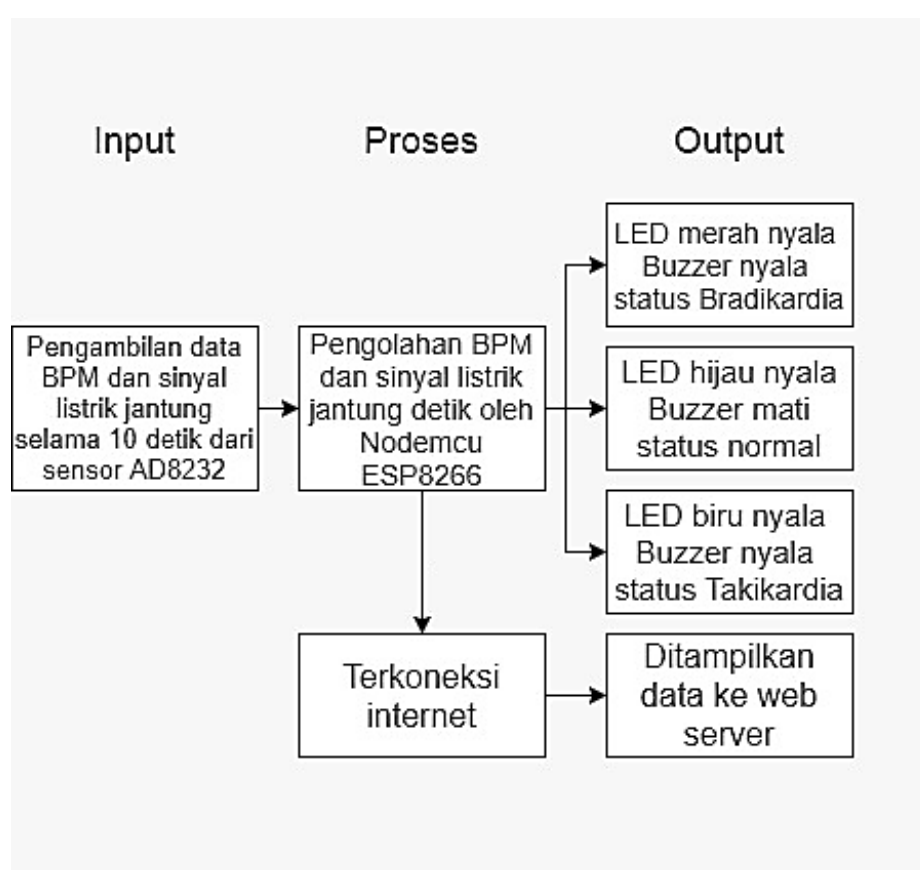 Input
Proses
Output
Pengambilan data
BPM dan sinyal
listrik jantung
selama 10 detik dari
sensor AD8232
Pengolahan BPM
dan sinyal listrik
jantung detik oleh
Nodemcu
ESP8266
LED merah nyala
Buzzer nyala
status Bradikardia
LED hijau nyala
Buzzer mati
status normal
LED biru nyala
Buzzer nyala
status Takikardia
Terkoneksi
internet
Ditampilkan
data ke web
server